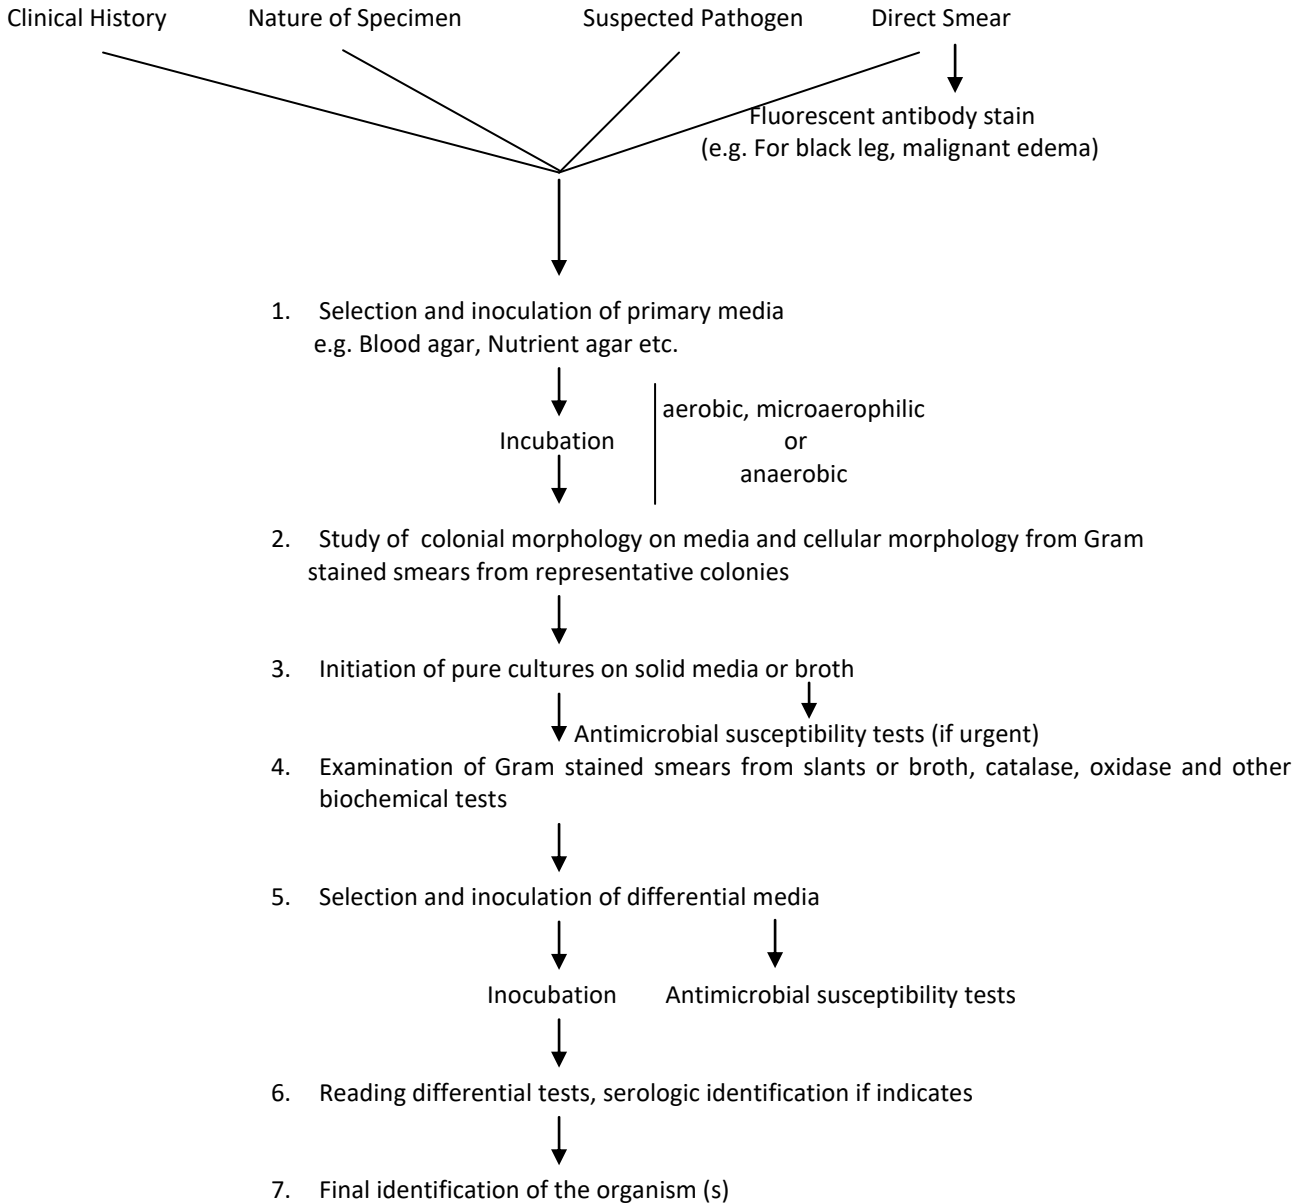 Clinical History Nature of Specimen Suspected Pathogen Direct Smear
Fluorescent antibody stain
(e.g. For black leg, malignant edema)
1. Selection and inoculation of primary media
e.g. Blood agar, Nutrient agar etc.
aerobic, microaerophilic
Incubation or
anaerobic
2. Study of colonial morphology on media and cellular morphology from Gram
stained smears from representative colonies
3. Initiation of pure cultures on solid media or broth
Antimicrobial susceptibility tests (if urgent)
4. Examination of Gram stained smears from slants or broth, catalase, oxidase and other
biochemical tests
5. Selection and inoculation of differential media
Inocubation Antimicrobial susceptibility tests
6. Reading differential tests, serologic identification if indicates
7. Final identification of the organism (s)